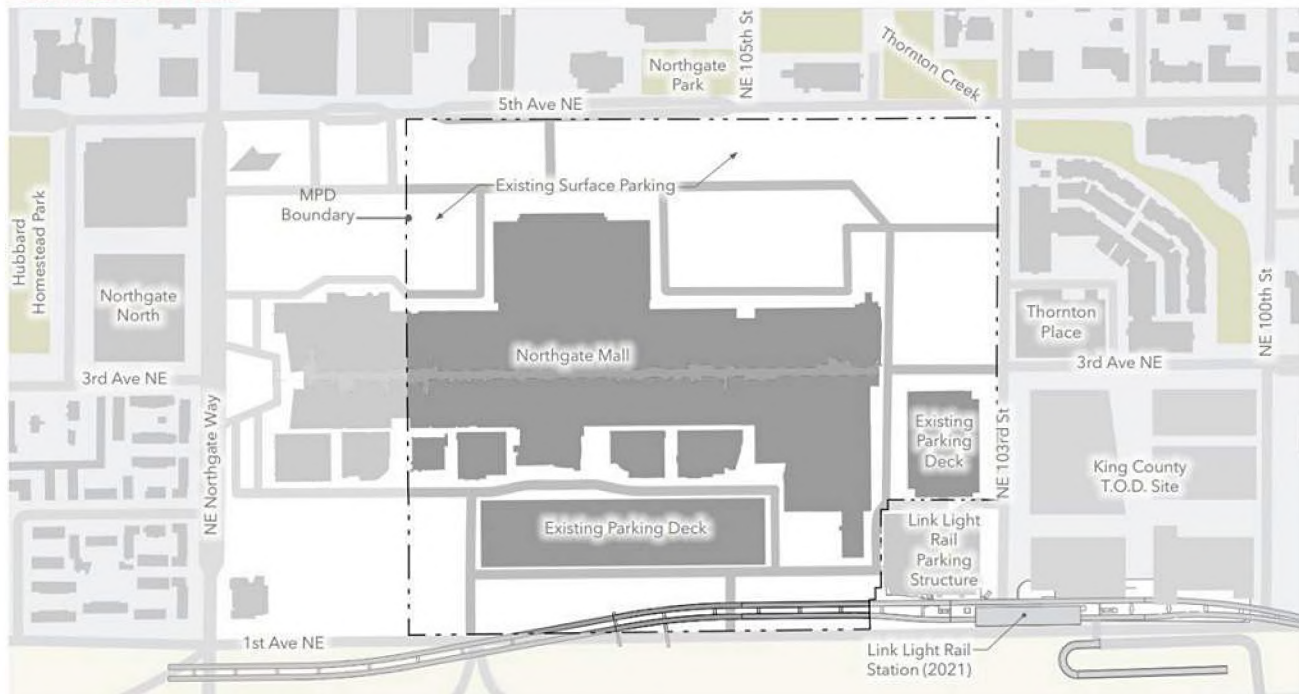 NE 105th St
Thornton Creek
Northgate
Park
5th Ave NE
MPD
Boundary
Existing Surface Parking
Hubbard
Homestead Park
Northgate
North
NE 100th St
Thornton
Place
Northgate Mall
3rd Ave NE
3rd Ave NE
NE Northgate Way
Existing
Parking
Deck
NE 103rd St
King County
T.O.D. Site
Existing Parking Deck
Link Light
Rail
Parking
Structure
1st Ave NE
Link Light Rail
Station (2021)